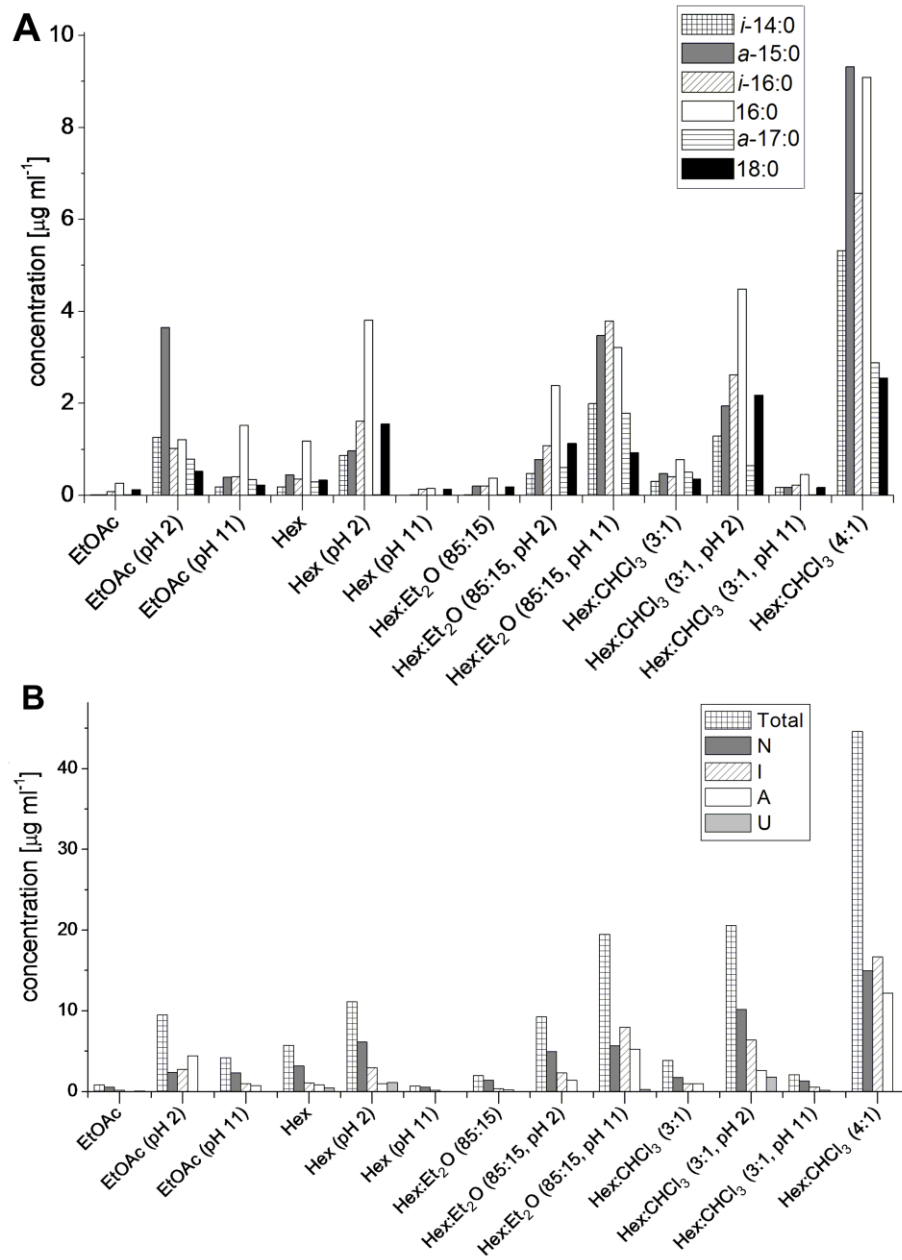 A
i-14:0
a-15:0
i-16:0
16:0
a-17:0
18:0
concentration [µg ml⁻¹]
10
8
6
4
2
0
EtOAc
EtOAc (pH 2)
EtOAc (pH 11)
Hex
Hex (pH 2)
Hex (pH 11)
Hex:Et₂O (85:15)
Hex:Et₂O (85:15, pH 2)
Hex:Et₂O (85:15, pH 11)
Hex:CHCl₃ (3:1)
Hex:CHCl₃ (3:1, pH 2)
Hex:CHCl₃ (3:1, pH 11)
Hex:CHCl₃ (4:1)
B
Total
N
I
A
U
concentration [µg ml⁻¹]
40
30
20
10
0
EtOAc
EtOAc (pH 2)
EtOAc (pH 11)
Hex
Hex (pH 2)
Hex (pH 11)
Hex:Et₂O (85:15)
Hex:Et₂O (85:15, pH 2)
Hex:Et₂O (85:15, pH 11)
Hex:CHCl₃ (3:1)
Hex:CHCl₃ (3:1, pH 2)
Hex:CHCl₃ (3:1, pH 11)
Hex:CHCl₃ (4:1)